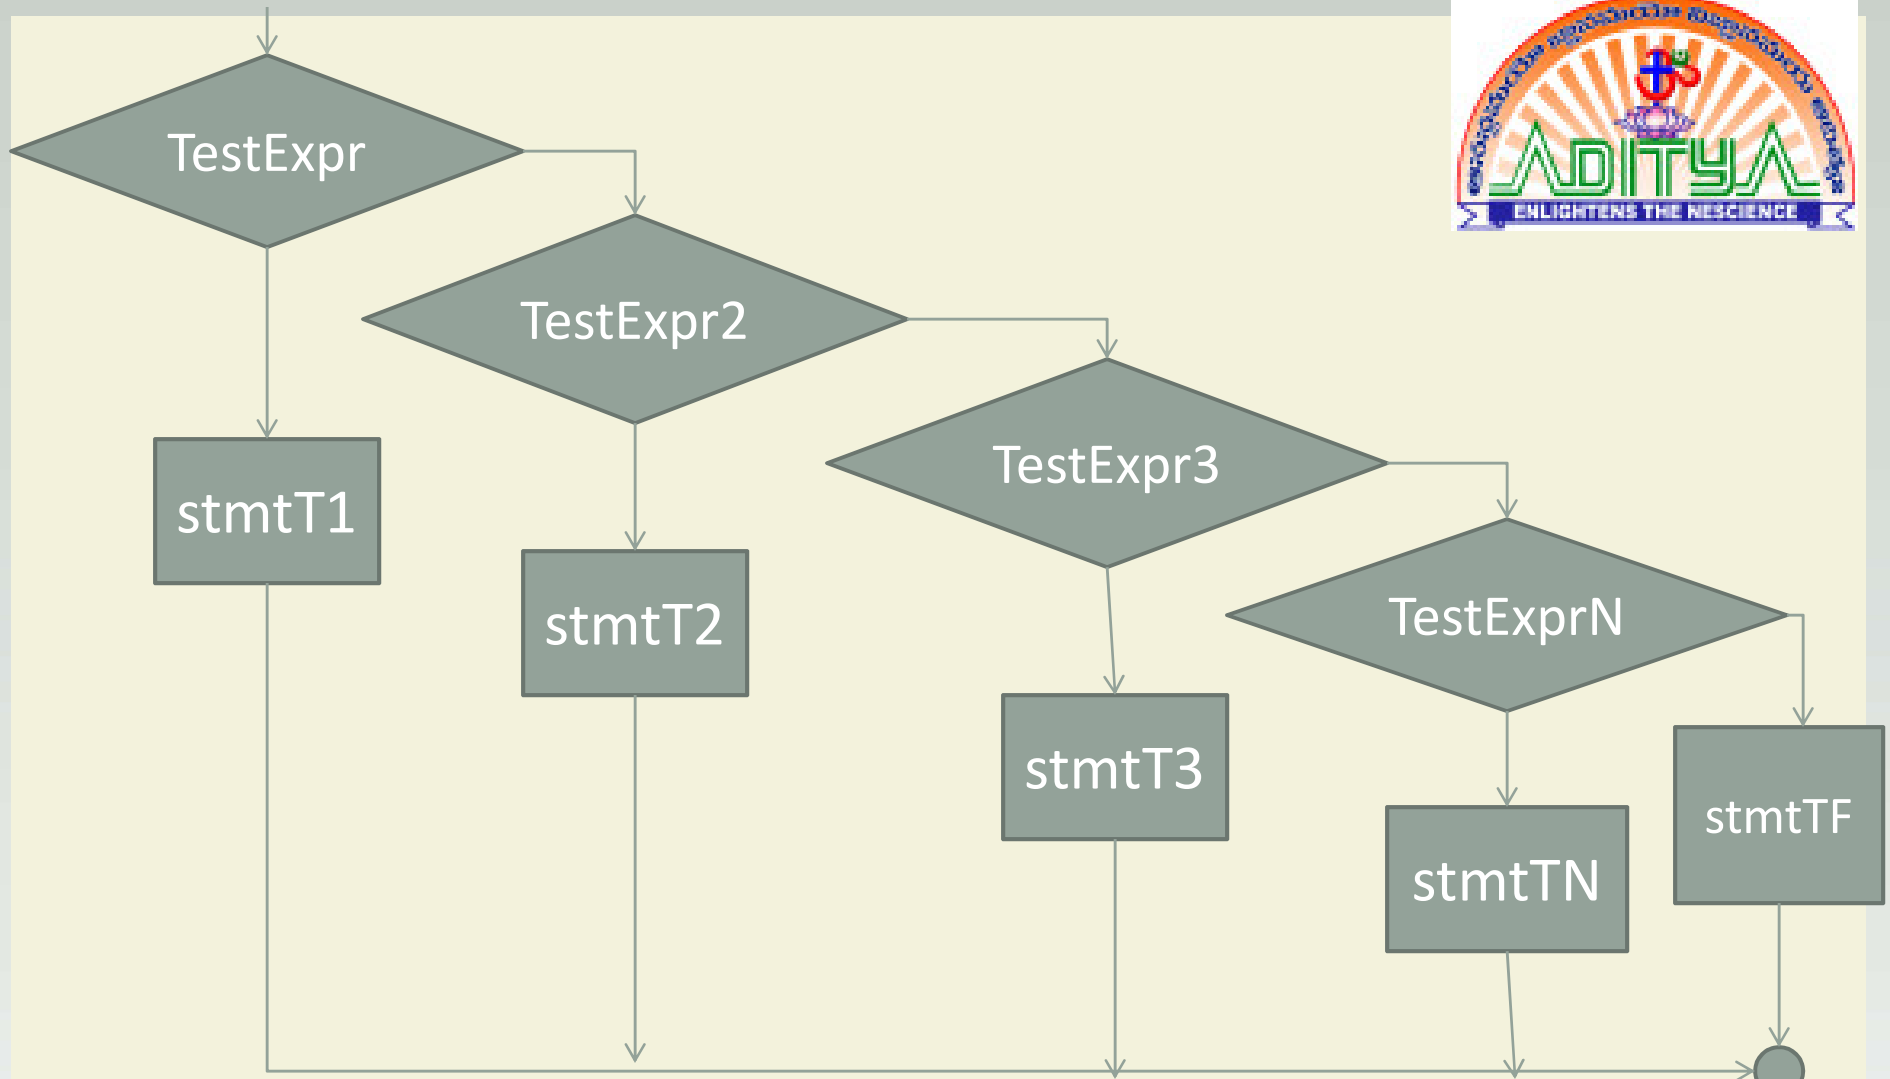 TestExpr
ADITYA
ENLIGHTENS THE NESCIENCE
TestExpr2
TestExpr3
stmtT1
TestExprN
stmtT2
stmtT3
stmtTF
stmtTN